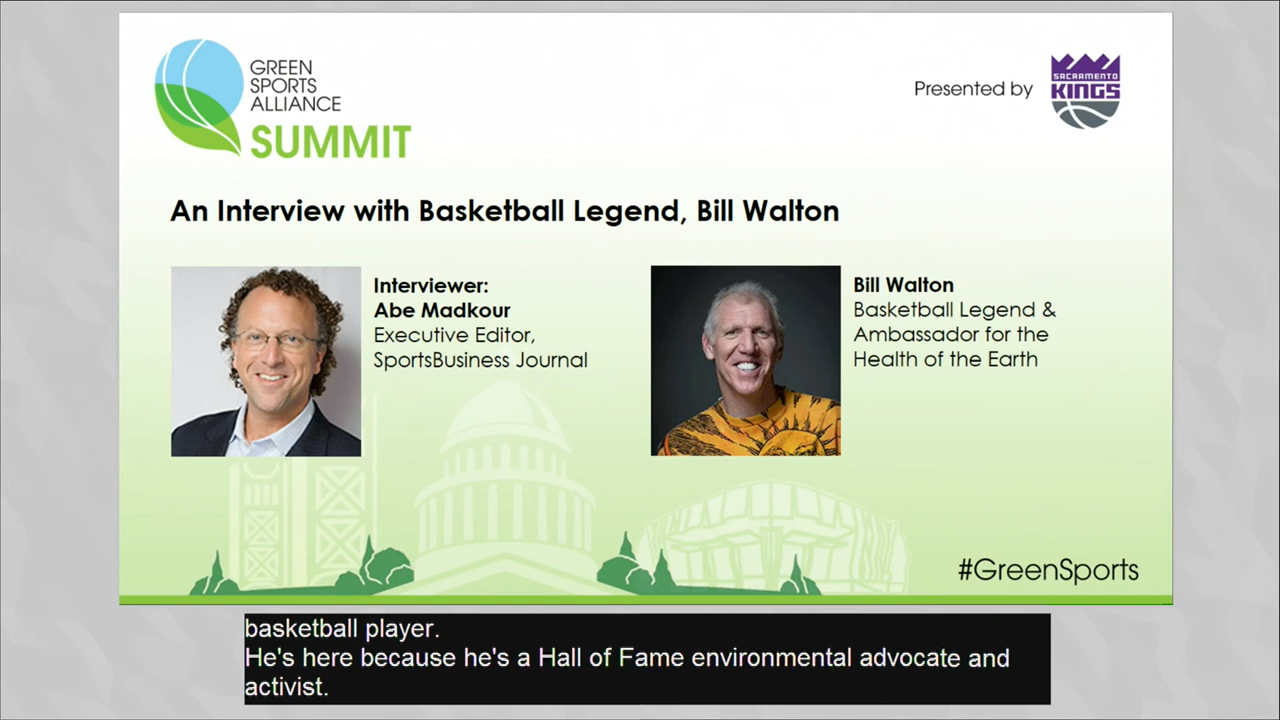 GREEN
SPORTS
ALLIANCE
SUMMIT
Presented by
SACRAMENTO
KINGS
An Interview with Basketball Legend, Bill Walton
Interviewer:
Abe Madkour
Executive Editor,
SportsBusiness Journal
Bill Walton
Basketball Legend &
Ambassador for the
Health of the Earth
#GreenSports
basketball player.
He's here because he's a Hall of Fame environmental advocate and
activist.